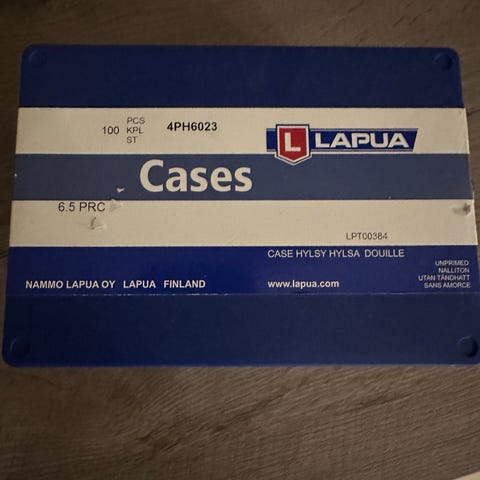 100 PCS 4PH6023
KPL
ST
L LAPUA
Cases
6.5 PRC
LPT00384
CASE HYLSY HYLSA DOUILLE
UNPRIMED
NALLITON
UTAN TÄNDHATT
SANS AMORCE
NAMMO LAPUA OY LAPUA FINLAND
www.lapua.com